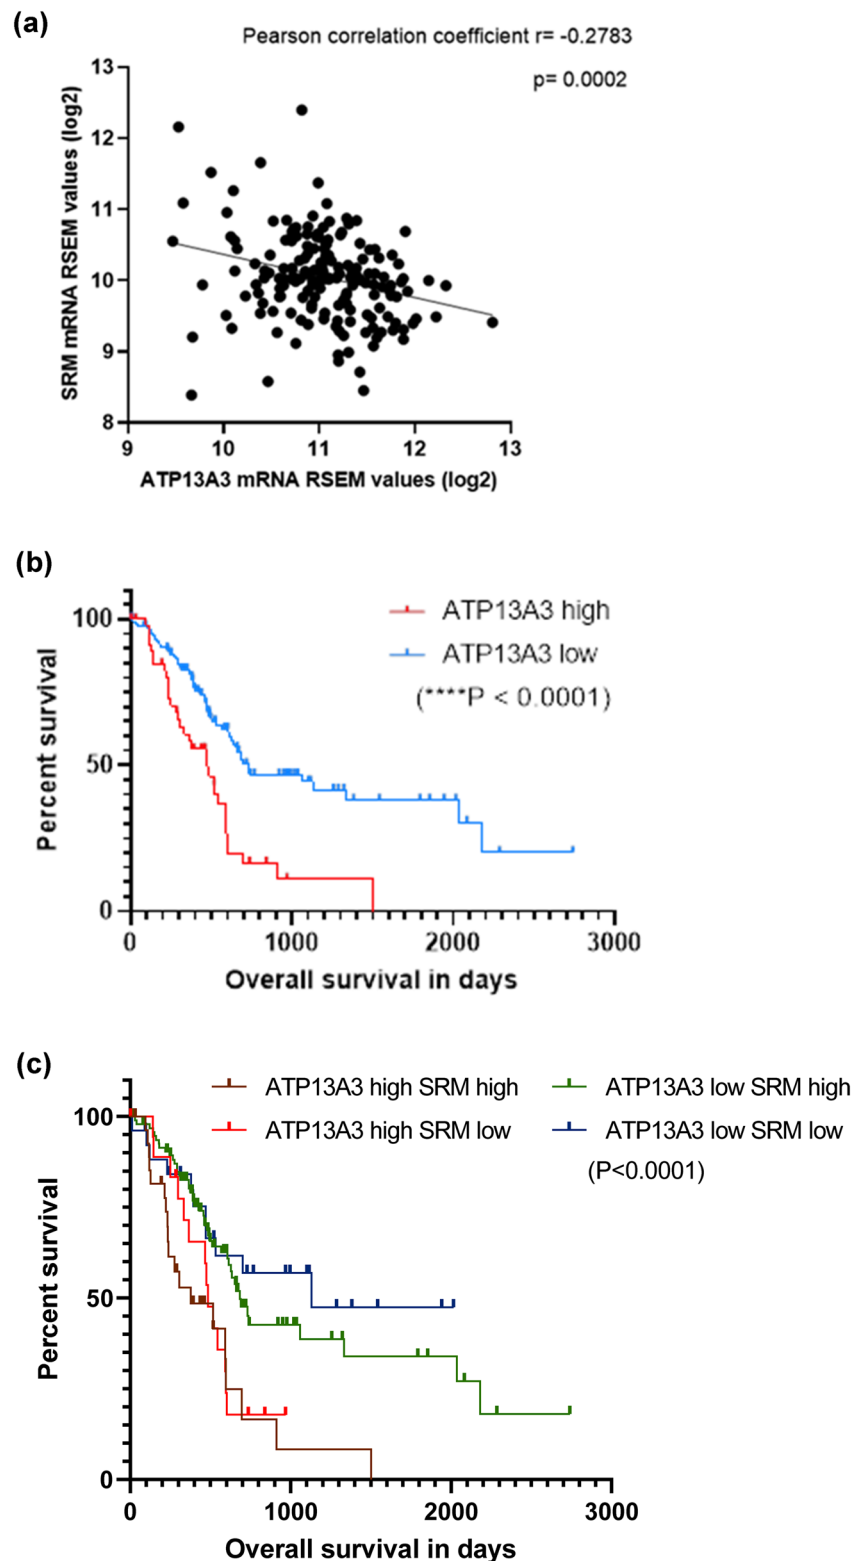 (a)
Pearson correlation coefficient r= -0.2783
p= 0.0002
SRM mRNA RSEM values (log2)
13
12
11
10
9
8
9 10 11 12 13
ATP13A3 mRNA RSEM values (log2)
(b)
ATP13A3 high
ATP13A3 low
(****P < 0.0001)
Percent survival
100
50
0
0 1000 2000 3000
Overall survival in days
(c)
ATP13A3 high SRM high ATP13A3 low SRM high
ATP13A3 high SRM low ATP13A3 low SRM low
(P<0.0001)
Percent survival
100
50
0
0 1000 2000 3000
Overall survival in days